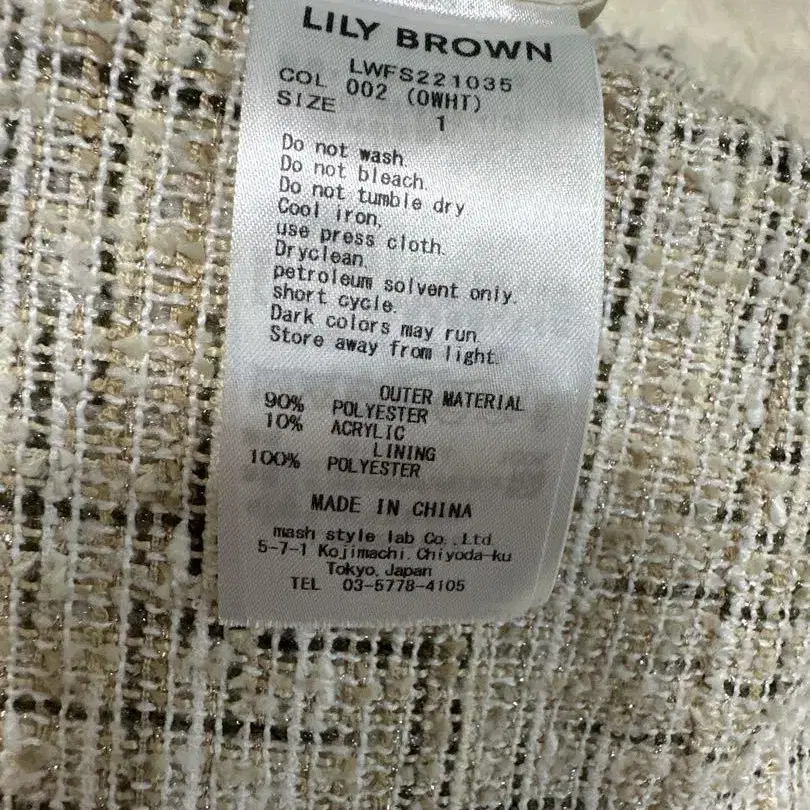 LILY BROWN
LWFS221035
COL 002 (OWHT)
SIZE 1
Do not wash.
Do not bleach.
Do not tumble dry
Cool iron,
use press cloth.
Dryclean.
petroleum solvent only.
short cycle.
Dark colors may run.
Store away from light.
OUTER MATERIAL
90% POLYESTER
10% ACRYLIC
LINING
100% POLYESTER
MADE IN CHINA
mash style lab Co.,Ltd.
5-7-1 Kojimachi, Chiyoda-ku
Tokyo, Japan
TEL 03-5778-4105